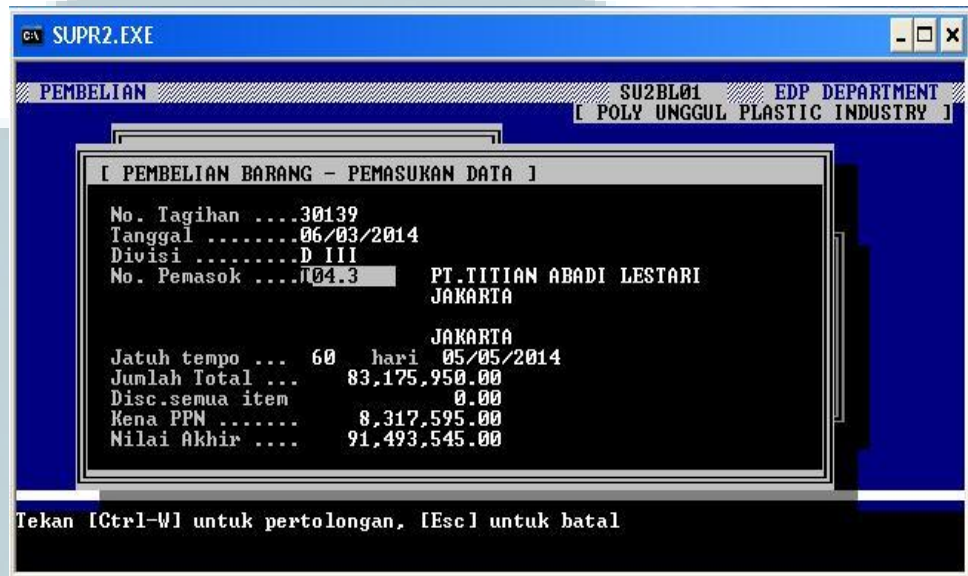 SUPR2.EXE
PEMBELIAN SU2BL01 EDP DEPARTMENT
[ POLY UNGGUL PLASTIC INDUSTRY ]
[ PEMBELIAN BARANG - PEMASUKAN DATA ]
No. Tagihan ....30139
Tanggal ........06/03/2014
Divisi .........D III
No. Pemasok ....T04.3 PT.TITIAN ABADI LESTARI
JAKARTA
JAKARTA
Jatuh tempo ... 60 hari 05/05/2014
Jumlah Total ... 83,175,950.00
Disc.semua item 0.00
Kena PPN ....... 8,317,595.00
Nilai Akhir .... 91,493,545.00
Tekan [Ctrl-W] untuk pertolongan, [Esc] untuk batal